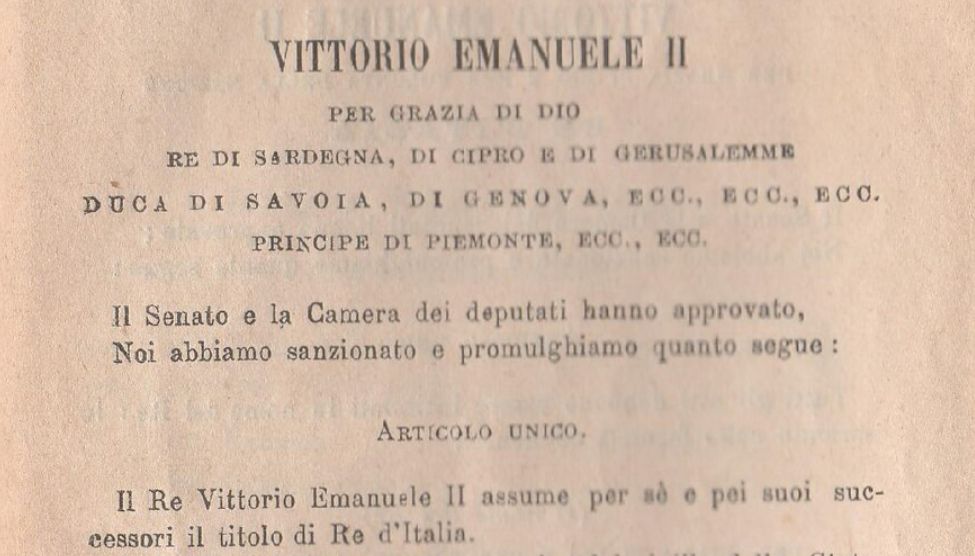 VITTORIO EMANUELE II
PER GRAZIA DI DIO
RE DI SARDEGNA, DI CIPRO E DI GERUSALEMME
DUCA DI SAVOIA, DI GENOVA, ECC., ECC., ECC.
PRINCIPE DI PIEMONTE, ECC., ECC.
Il Senato e la Camera dei deputati hanno approvato,
Noi abbiamo sanzionato e promulghiamo quanto segue :
ARTICOLO UNICO.
Il Re Vittorio Emanuele II assume per sè e pei suoi suc-
cessori il titolo di Re d'Italia.